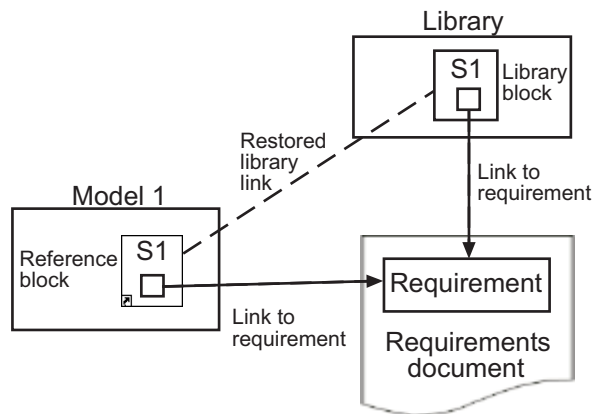 Library
S1
Library
block
Restored
library
link
Link to
requirement
Model 1
Reference
block
S1
Link to
requirement
Requirement
Requirements
document